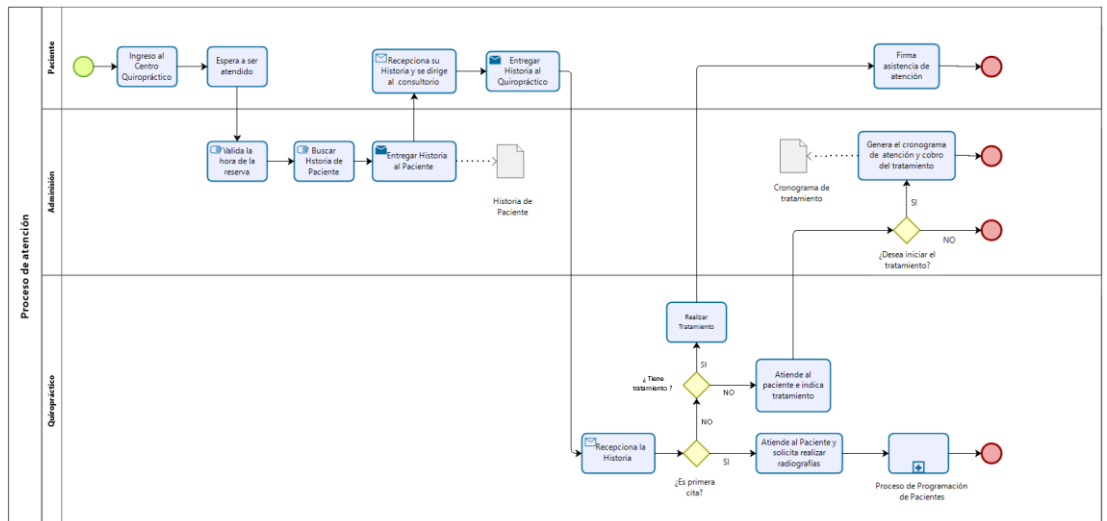 Proceso de atención
Paciente
Ingreso al
Centro
Quiropráctico
Espera a ser
atendido
Recepciona su
Historia y se dirige
al consultorio
Entregar
Historia al
Quiropráctico
Firma
asistencia de
atención
Adminisión
Valida la
hora de la
reserva
Buscar
Hstoria de
Paciente
Entregar Historia
al Paciente
Historia de
Paciente
Cronograma de
tratamiento
Genera el cronograma
de atención y cobro
del tratamiento
SI
NO
¿Desea iniciar el
tratamiento?
Quiropráctico
Realizar
Tratamiento
SI
¿ Tiene
tratamiento ?
NO
Atiende al
paciente e indica
tratamiento
NO
Recepciona la
Historia
¿Es primera
cita?
SI
Atiende al Paciente y
solicita realizar
radiografías
Proceso de Programación
de Pacientes